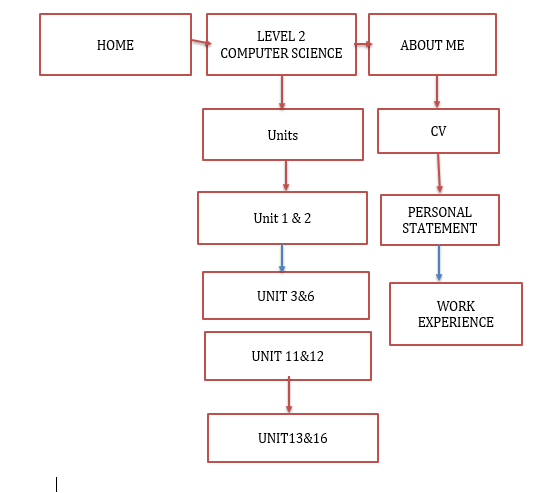 HOME
LEVEL 2
COMPUTER SCIENCE
ABOUT ME
Units
CV
Unit 1 & 2
PERSONAL
STATEMENT
UNIT 3&6
WORK
EXPERIENCE
UNIT 11&12
UNIT13&16